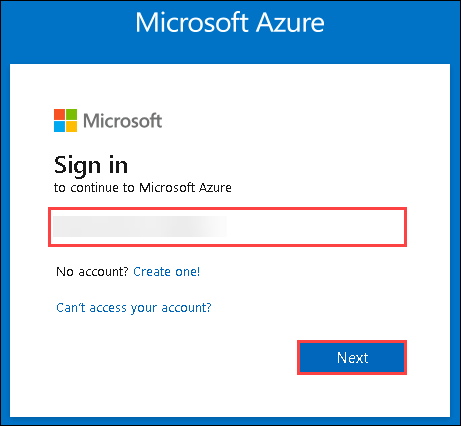 Microsoft Azure
Microsoft
Sign in
to continue to Microsoft Azure
No account? Create one!
Can't access your account?
Next